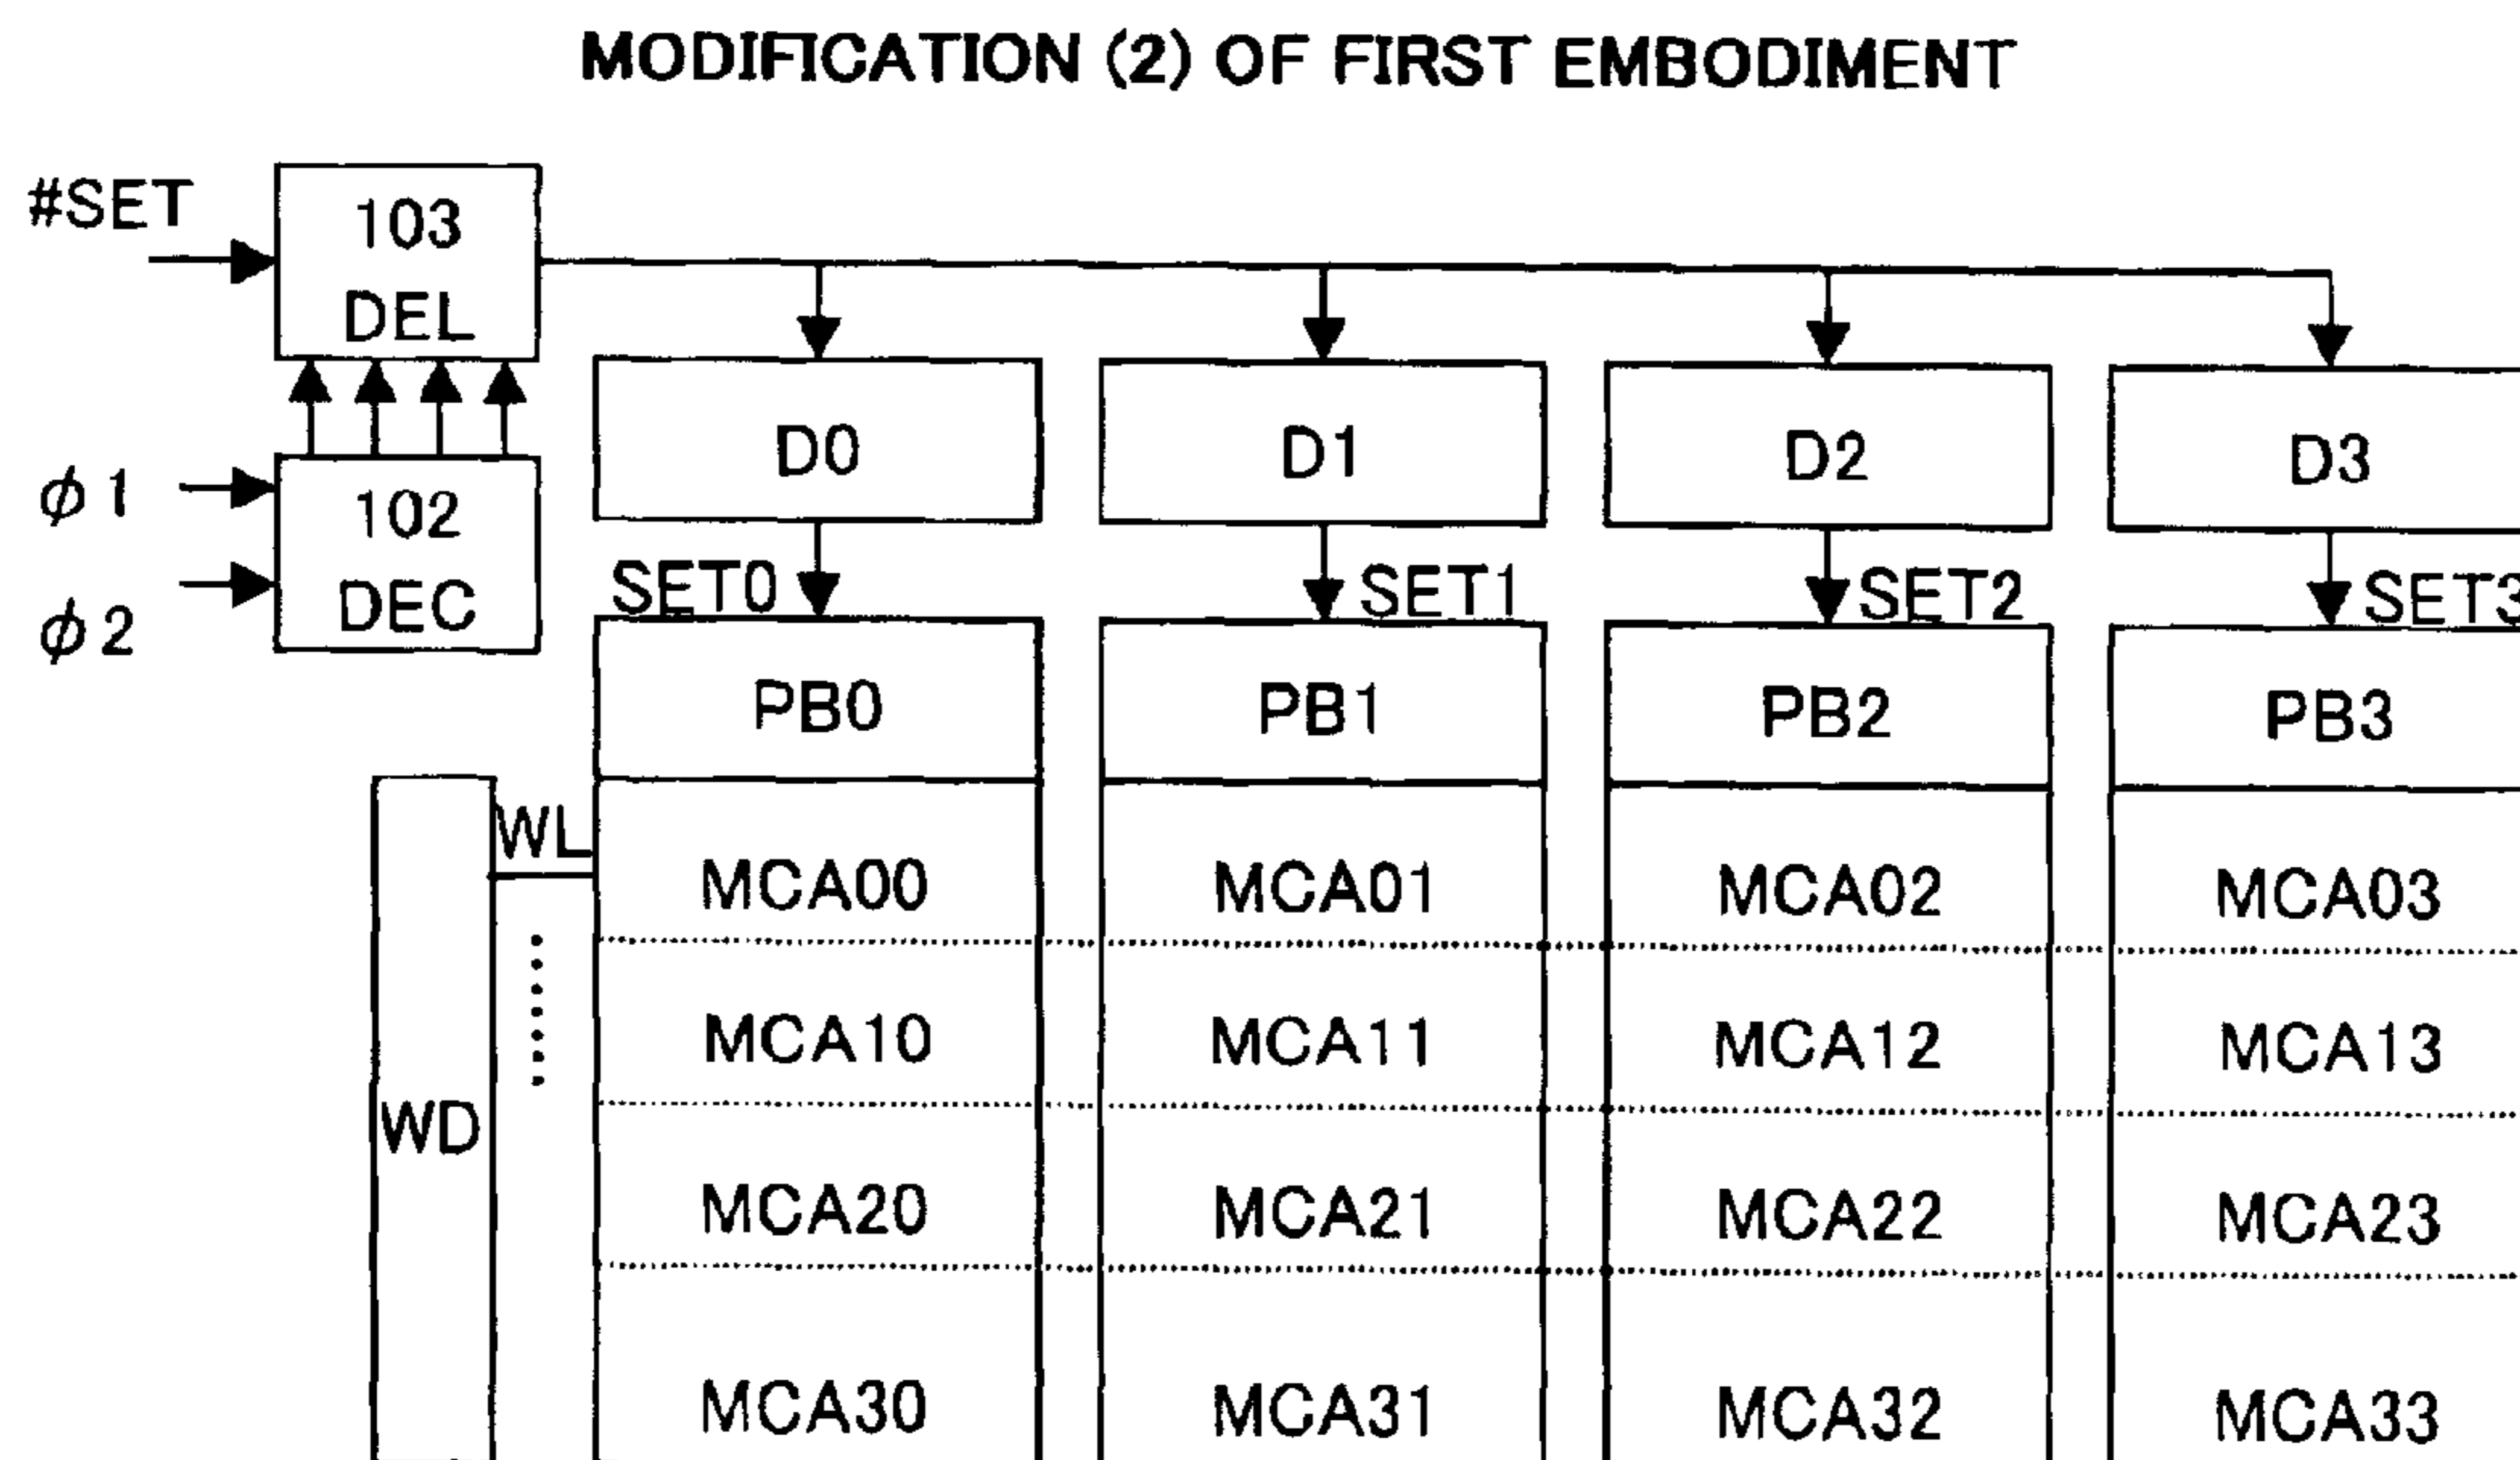 MODIFICATION (2) OF FIRST EMBODIMENT
#SET
103
DEL
ϕ1
ϕ2
102
DEC
D0
D1
D2
D3
SET0
SET1
SET2
SET3
PB0
PB1
PB2
PB3
WL
WD
MCA00
MCA01
MCA02
MCA03
MCA10
MCA11
MCA12
MCA13
MCA20
MCA21
MCA22
MCA23
MCA30
MCA31
MCA32
MCA33